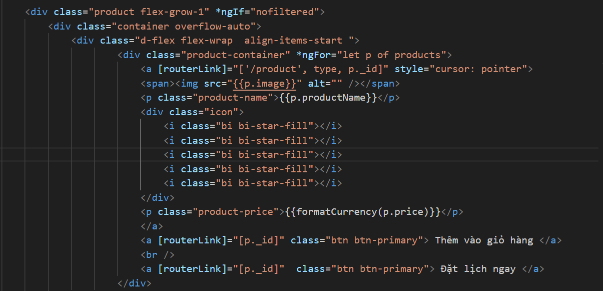 <div class="product flex-grow-1" *ngIf="nofiltered">
<div class="container overflow-auto">
<div class="d-flex flex-wrap  align-items-start ">
<div class="product-container" *ngFor="let p of products">
<a [routerLink]="['/product', type, p._id]" style="cursor: pointer">
<span><img src="{{p.image}}" alt="" /></span>
<p class="product-name">{{p.productName}}</p>
<div class="icon">
<i class="bi bi-star-fill"></i>
<i class="bi bi-star-fill"></i>
<i class="bi bi-star-fill"></i>
<i class="bi bi-star-fill"></i>
<i class="bi bi-star-fill"></i>
</div>
<p class="product-price">{{formatCurrency(p.price)}}</p>
</a>
<a [routerLink]="[p._id]" class="btn btn-primary"> Thêm vào giỏ hàng </a>
<br />
<a [routerLink]="[p._id]"  class="btn btn-primary"> Đặt lịch ngay </a>
</div>